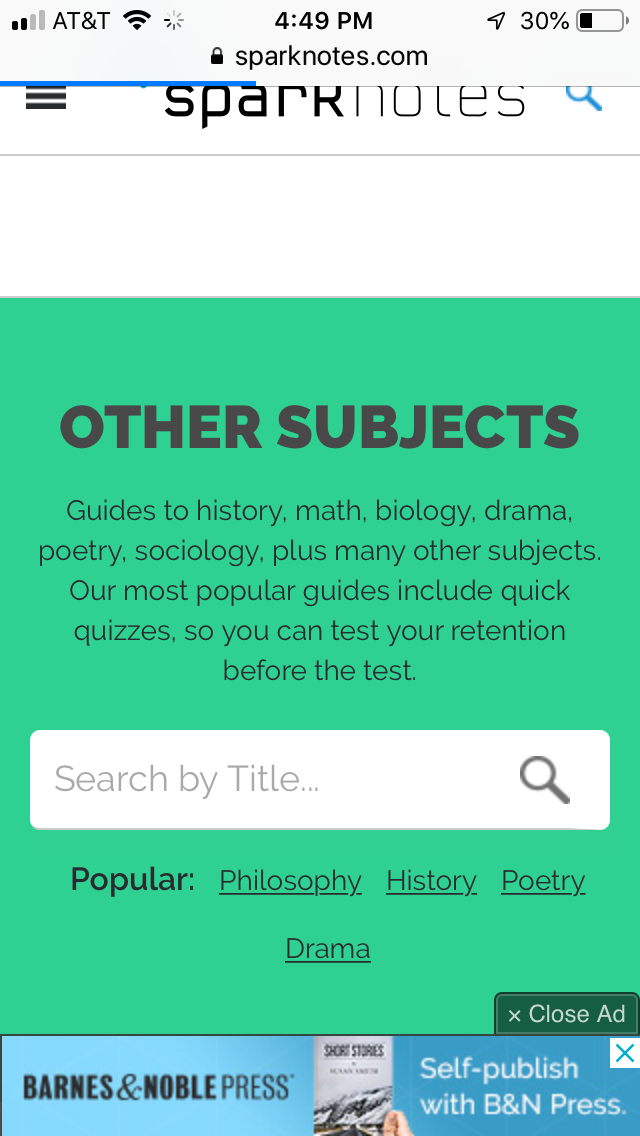 AT&T 4:49 PM 30%
sparknotes.com
sparknotes
OTHER SUBJECTS
Guides to history, math, biology, drama,
poetry, sociology, plus many other subjects.
Our most popular guides include quick
quizzes, so you can test your retention
before the test.
Search by Title...
Popular: Philosophy History Poetry
Drama
× Close Ad
BARNES & NOBLE PRESS
SHORT STORIES
SUSAN SMITH
Self-publish
with B&N Press.